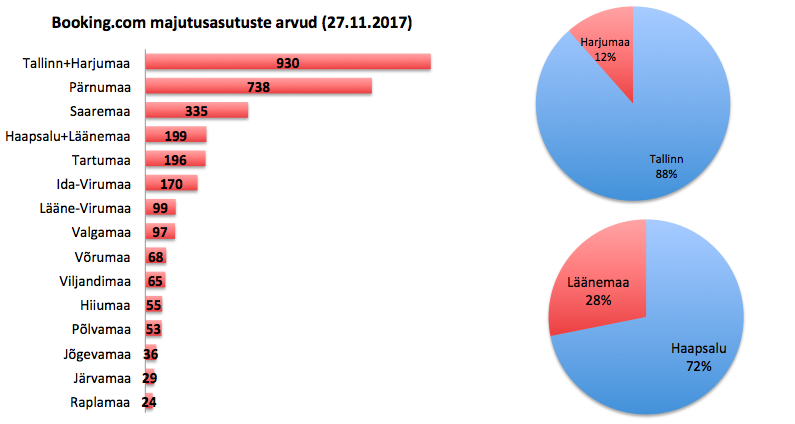 Booking.com majutusasutuste arvud (27.11.2017)
Tallinn+Harjumaa 930
Pärnumaa 738
Saaremaa 335
Haapsalu+Läänemaa 199
Tartumaa 196
Ida-Virumaa 170
Lääne-Virumaa 99
Valgamaa 97
Võrumaa 68
Viljandimaa 65
Hiiumaa 55
Põlvamaa 53
Jõgevamaa 36
Järvamaa 29
Raplamaa 24
Harjumaa
12%
Tallinn
88%
Läänemaa
28%
Haapsalu
72%